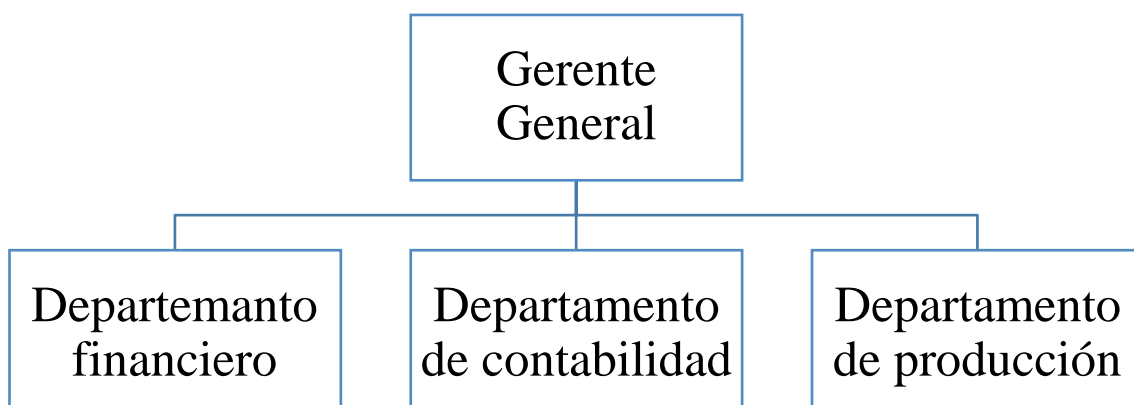 Gerente
General
Departemanto
financiero
Departamento
de contabilidad
Departamento
de producción